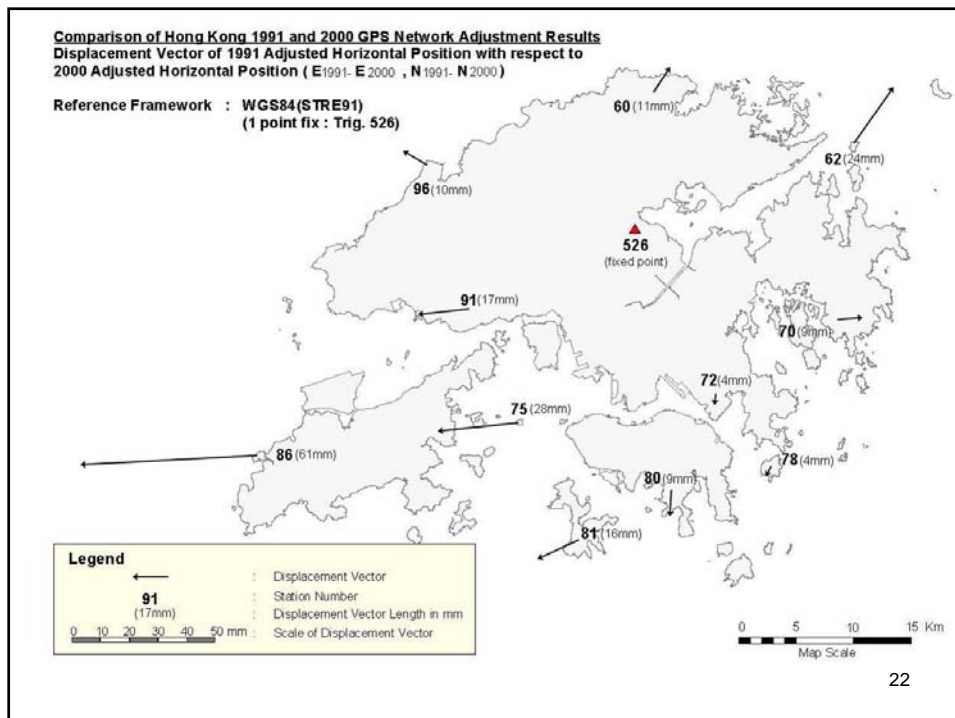 Comparison of Hong Kong 1991 and 2000 GPS Network Adjustment Results
Displacement Vector of 1991 Adjusted Horizontal Position with respect to
2000 Adjusted Horizontal Position ( E1991- E2000 , N1991- N2000 )
Reference Framework : WGS84(STRE91)
(1 point fix : Trig. 526)
60 (11mm)
62 (24mm)
96 (10mm)
526
(fixed point)
91 (17mm)
70 (9mm)
72 (4mm)
75 (28mm)
86 (61mm)
78 (4mm)
80 (9mm)
81 (16mm)
Legend
: Displacement Vector
91 : Station Number
(17mm) : Displacement Vector Length in mm
0 10 20 30 40 50 mm : Scale of Displacement Vector
0 5 10 15 Km
Map Scale
22